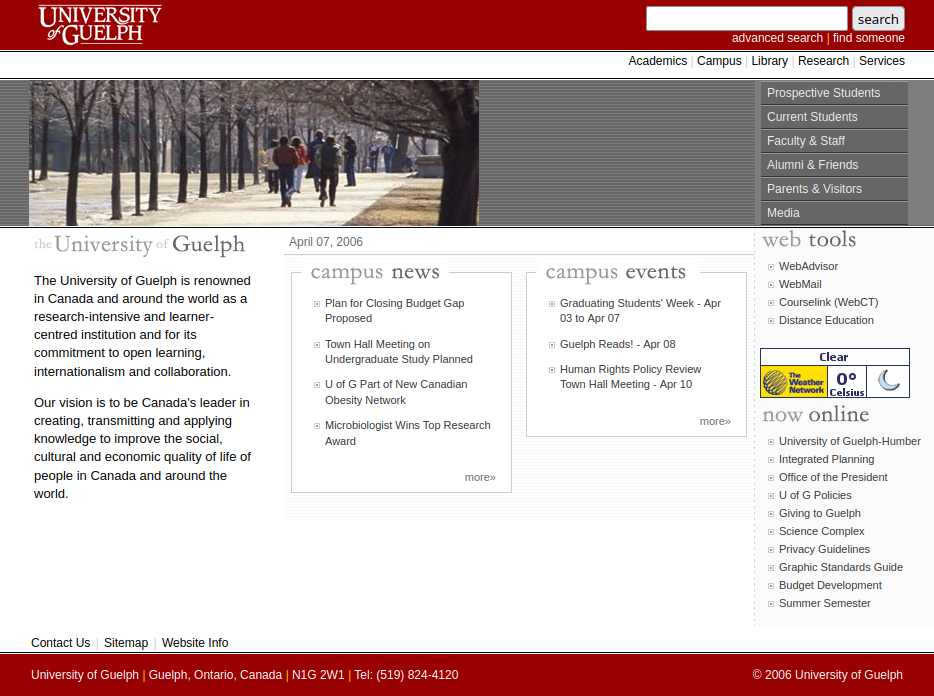 UNIVERSITY
of GUELPH
search
advanced search | find someone
Academics | Campus | Library | Research | Services
Prospective Students
Current Students
Faculty & Staff
Alumni & Friends
Parents & Visitors
Media
the University of Guelph
The University of Guelph is renowned
in Canada and around the world as a
research-intensive and learner-
centred institution and for its
commitment to open learning,
internationalism and collaboration.
Our vision is to be Canada's leader in
creating, transmitting and applying
knowledge to improve the social,
cultural and economic quality of life of
people in Canada and around the
world.
April 07, 2006
campus news
Plan for Closing Budget Gap
Proposed
Town Hall Meeting on
Undergraduate Study Planned
U of G Part of New Canadian
Obesity Network
Microbiologist Wins Top Research
Award
more»
campus events
Graduating Students' Week - Apr
03 to Apr 07
Guelph Reads! - Apr 08
Human Rights Policy Review
Town Hall Meeting - Apr 10
more»
web tools
WebAdvisor
WebMail
Courselink (WebCT)
Distance Education
Clear
The
Weather
Network
0°
Celsius
now online
University of Guelph-Humber
Integrated Planning
Office of the President
U of G Policies
Giving to Guelph
Science Complex
Privacy Guidelines
Graphic Standards Guide
Budget Development
Summer Semester
Contact Us | Sitemap | Website Info
University of Guelph | Guelph, Ontario, Canada | N1G 2W1 | Tel: (519) 824-4120
© 2006 University of Guelph